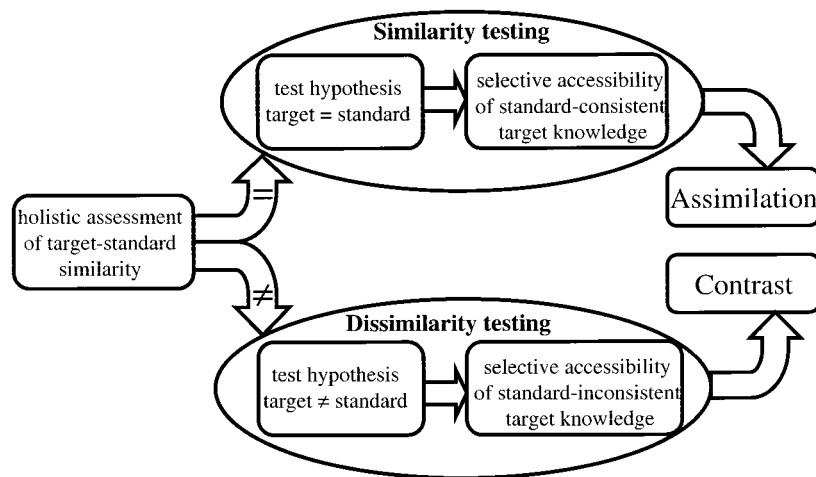 Similarity testing
test hypothesis
target = standard
selective accessibility
of standard-consistent
target knowledge
Assimilation
=
holistic assessment
of target-standard
similarity
≠
Contrast
Dissimilarity testing
test hypothesis
target ≠ standard
selective accessibility
of standard-inconsistent
target knowledge